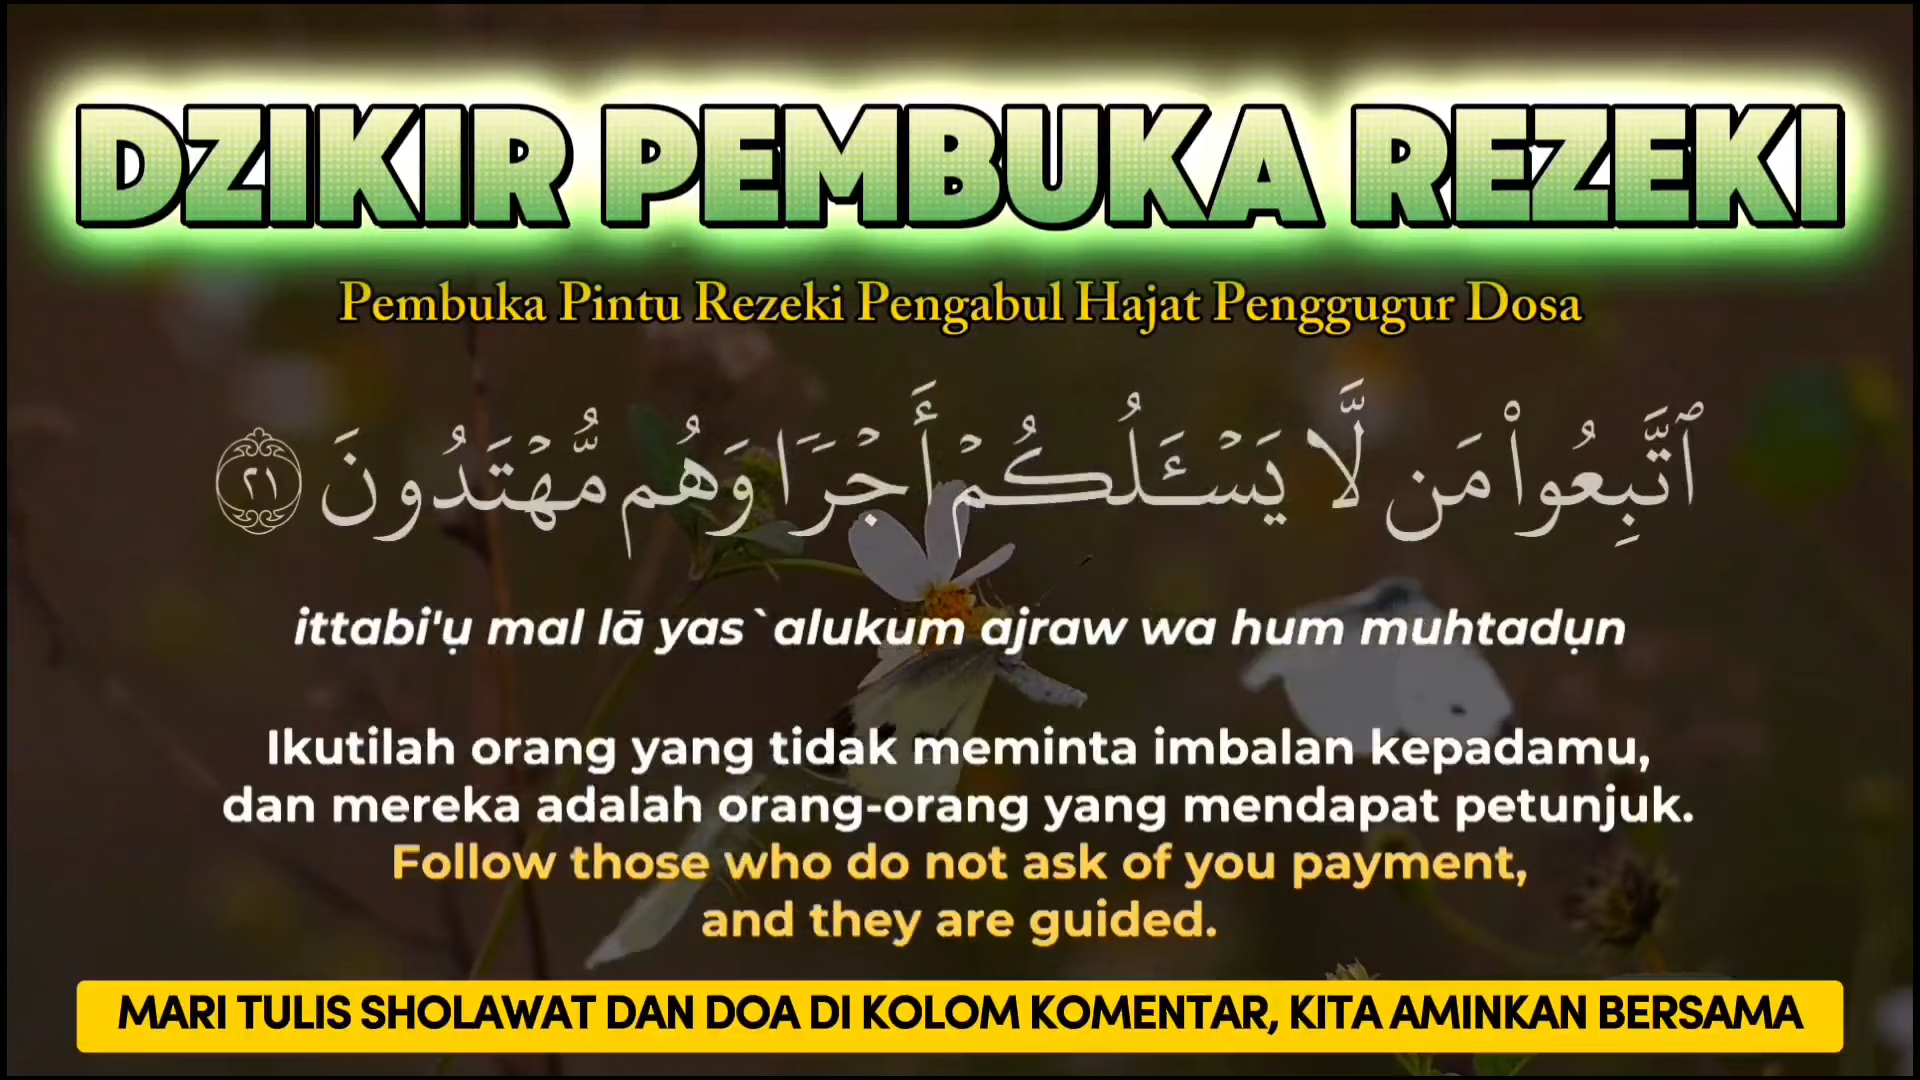 DZIKIR PEMBUKA REZEKI
Pembuka Pintu Rezeki Pengabul Hajat Penggugur Dosa
ٱتَّبِعُوا۟ مَن لَّا يَسْـَٔلُكُمْ أَجْرًا وَهُم مُّهْتَدُونَ ٢١
ittabi'ụ mal lā yas`alukum ajraw wa hum muhtadụn
Ikutilah orang yang tidak meminta imbalan kepadamu,
dan mereka adalah orang-orang yang mendapat petunjuk.
Follow those who do not ask of you payment,
and they are guided.
MARI TULIS SHOLAWAT DAN DOA DI KOLOM KOMENTAR, KITA AMINKAN BERSAMA